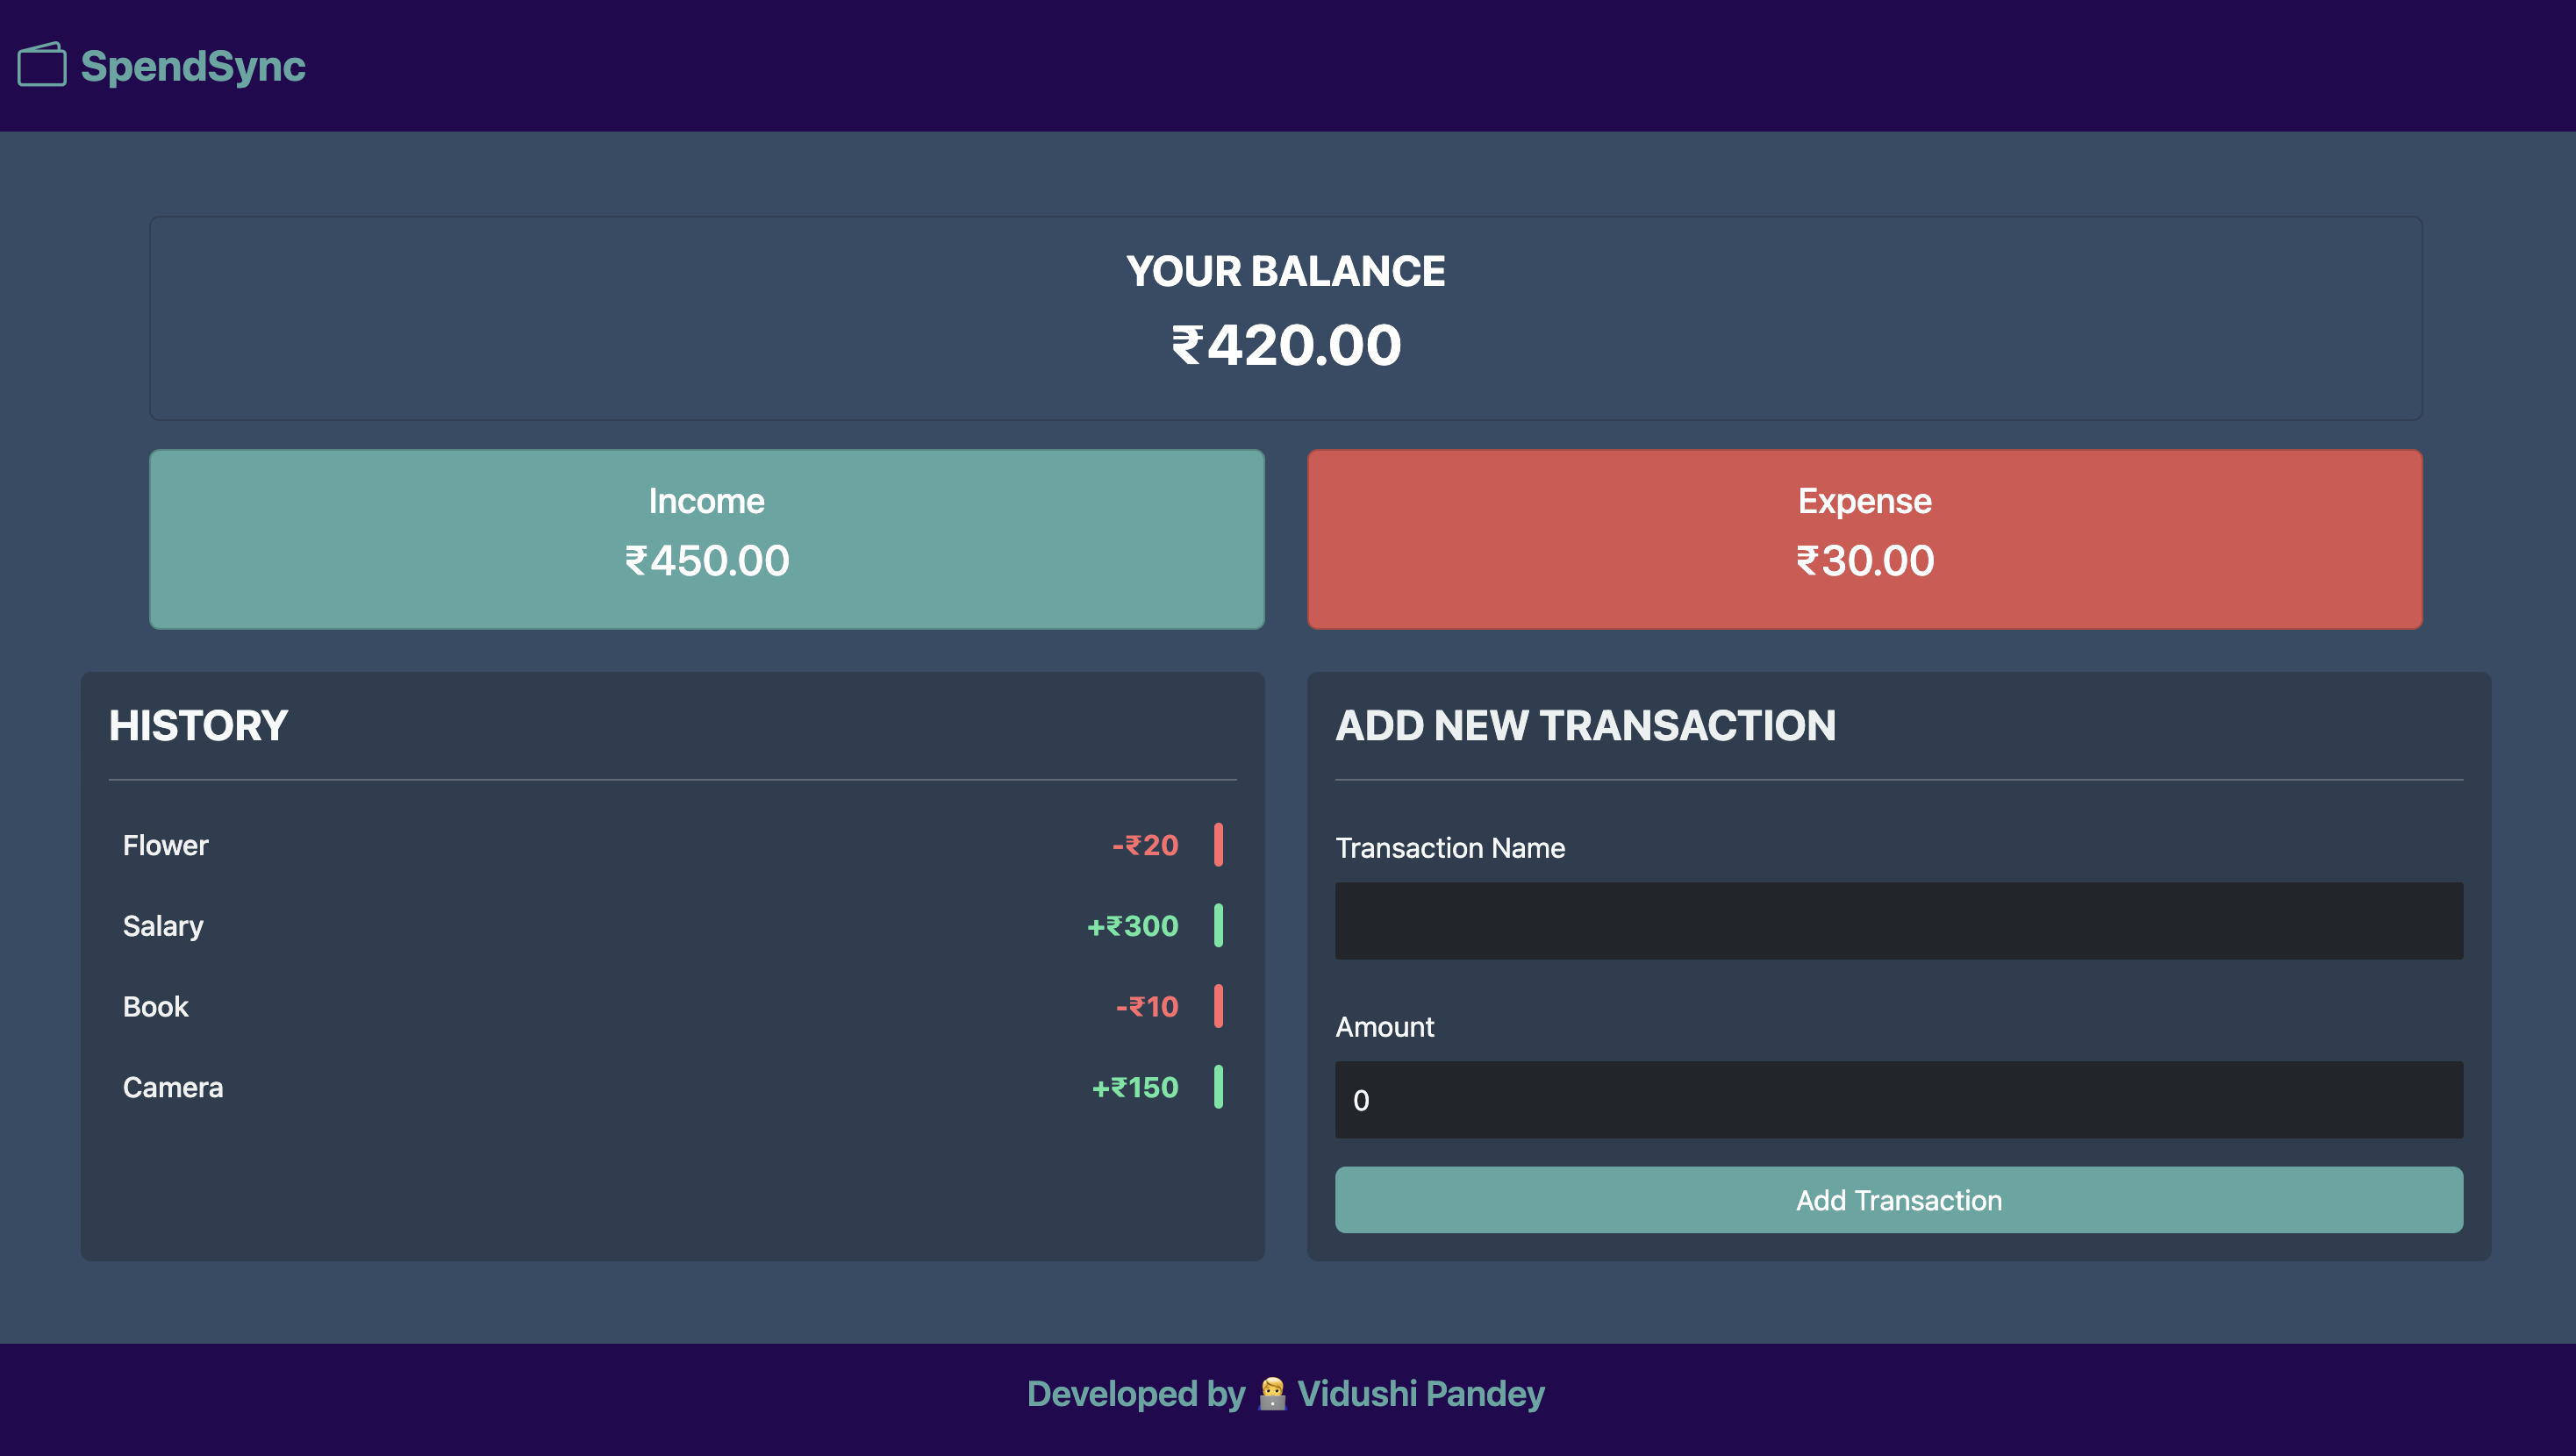 SpendSync
YOUR BALANCE
₹420.00
Income
₹450.00
Expense
₹30.00
HISTORY
Flower -₹20
Salary +₹300
Book -₹10
Camera +₹150
ADD NEW TRANSACTION
Transaction Name
Amount
0
Add Transaction
Developed by 🧑‍💻 Vidushi Pandey